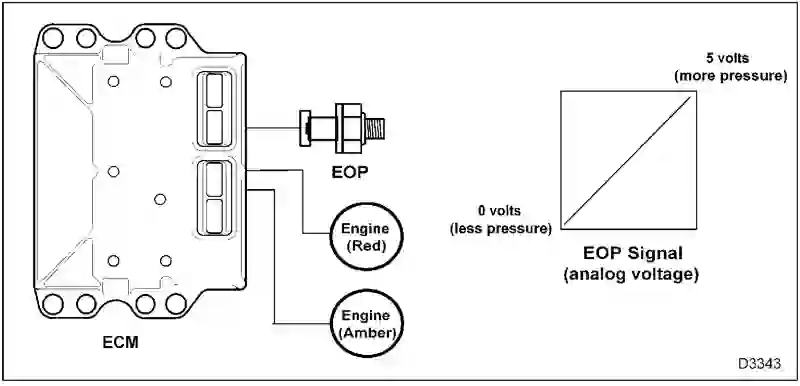 5 volts
(more pressure)
EOP
0 volts
(less pressure)
Engine
(Red)
EOP Signal
(analog voltage)
Engine
(Amber)
ECM
D3343